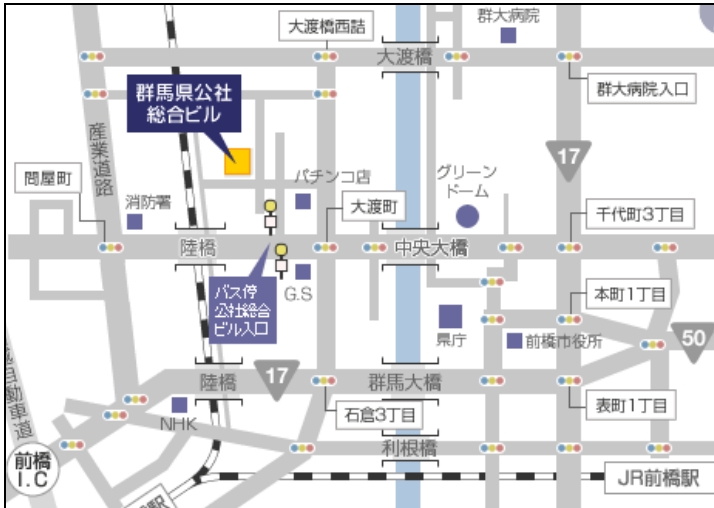 大渡橋西詰
群大病院
大渡橋
群大病院入口
群馬県公社
総合ビル
産業道路
17
問屋町
消防署
パチンコ店
グリーン
ドーム
大渡町
千代町3丁目
陸橋
中央大橋
バス停
公社総合
ビル入口
G.S
本町1丁目
県庁
前橋市役所
50
陸橋
17
群馬大橋
NHK
石倉3丁目
表町1丁目
自動車道
利根橋
前橋
I.C
JR前橋駅